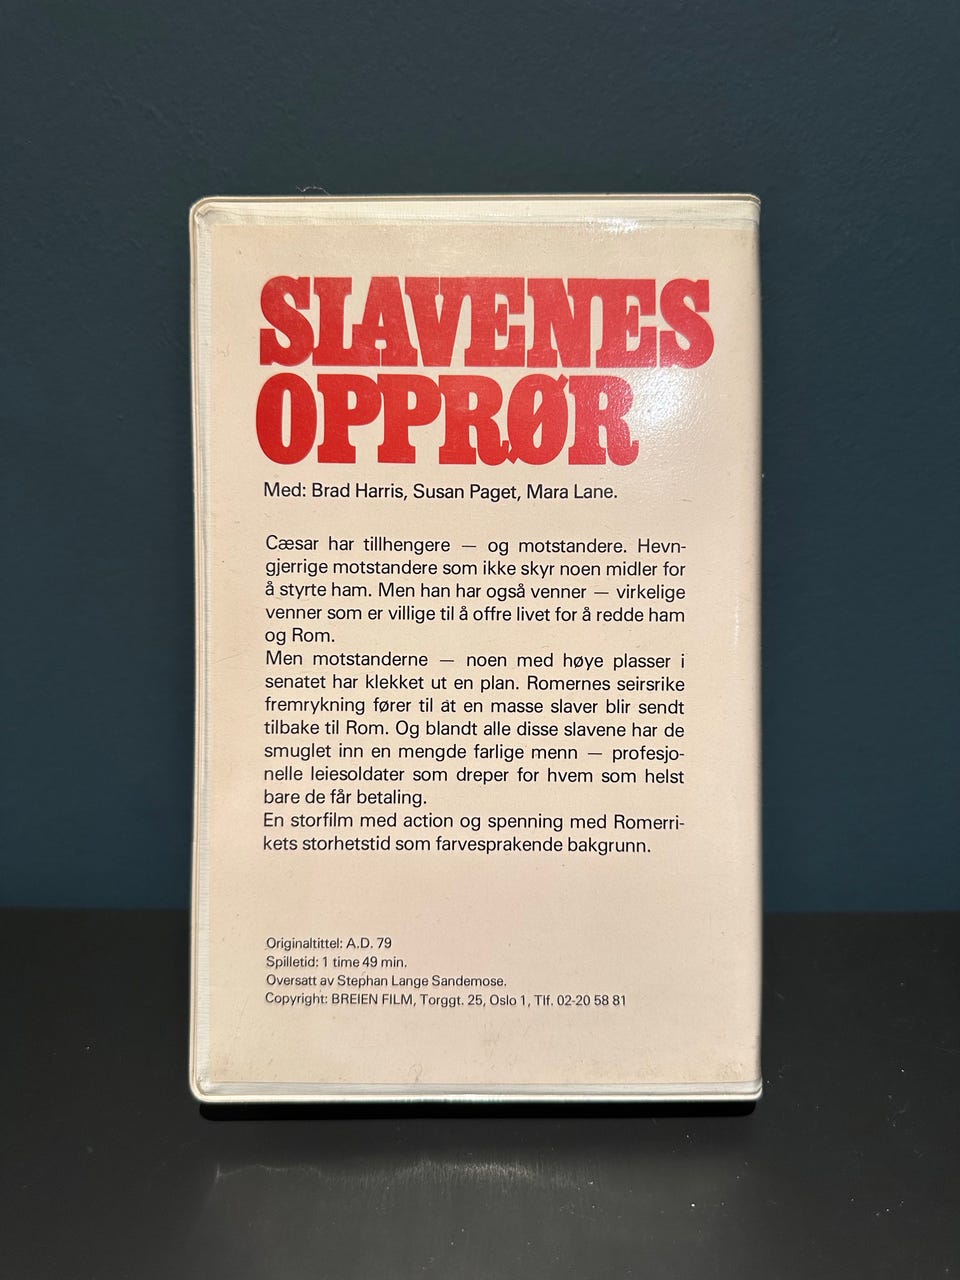 SLAVENES
OPPRØR
Med: Brad Harris, Susan Paget, Mara Lane.
Cæsar har tillhengere — og motstandere. Hevn-
gjerrige motstandere som ikke skyr noen midler for
å styrte ham. Men han har også venner — virkelige
venner som er villige til å offre livet for å redde ham
og Rom.
Men motstanderne — noen med høye plasser i
senatet har klekket ut en plan. Romernes seirsrike
fremrykning fører til at en masse slaver blir sendt
tilbake til Rom. Og blandt alle disse slavene har de
smuglet inn en mengde farlige menn — profesjo-
nelle leiesoldater som dreper for hvem som helst
bare de får betaling.
En storfilm med action og spenning med Romerri-
kets storhetstid som farvesprakende bakgrunn.
Originaltittel: A.D. 79
Spilletid: 1 time 49 min.
Oversatt av Stephan Lange Sandemose.
Copyright: BREIEN FILM, Torggt. 25, Oslo 1, Tlf. 02-20 58 81